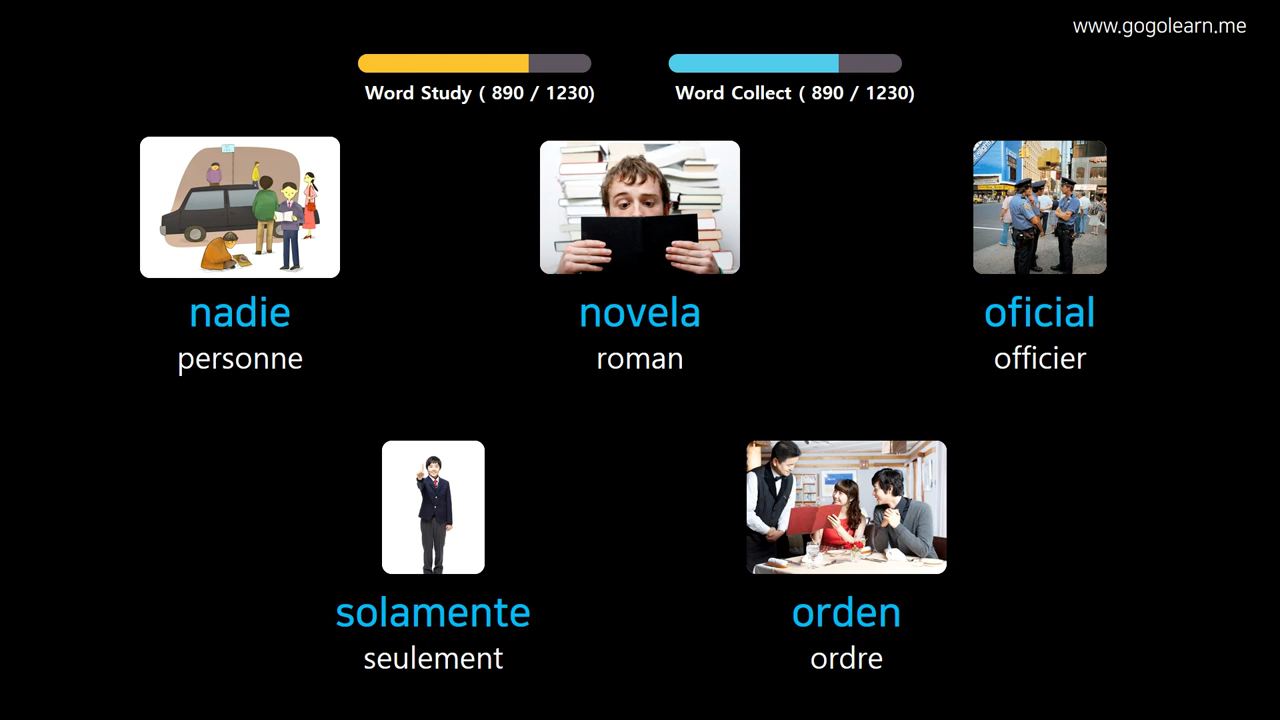 www.gogolearn.me
Word Study ( 890 / 1230)
Word Collect ( 890 / 1230)
nadie
personne
novela
roman
oficial
officier
solamente
seulement
orden
ordre